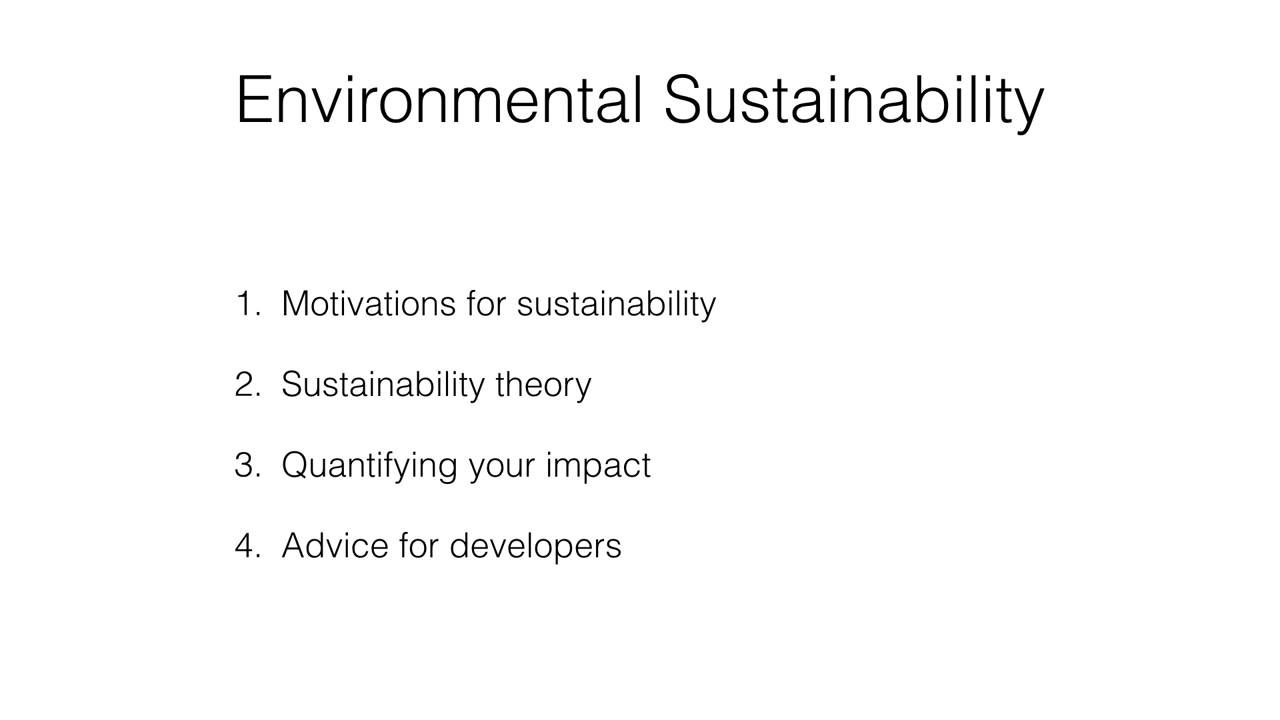 Environmental Sustainability
1. Motivations for sustainability
2. Sustainability theory
3. Quantifying your impact
4. Advice for developers